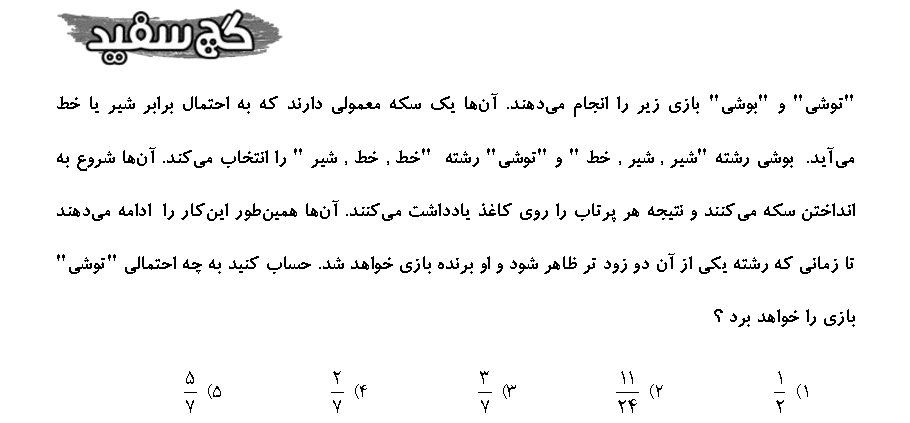 گچ سفید
"توشی" و "بوشی" بازی زیر را انجام می‌دهند. آن‌ها یک سکه معمولی دارند که به احتمال برابر شیر یا خط
می‌آید. بوشی رشته "شیر , شیر , خط " و "توشی" رشته "خط , خط , شیر " را انتخاب می‌کند. آن‌ها شروع به
انداختن سکه می‌کنند و نتیجه هر پرتاب را روی کاغذ یادداشت می‌کنند. آن‌ها همین‌طور این‌کار را ادامه می‌دهند
تا زمانی که رشته یکی از آن دو زود تر ظاهر شود و او برنده بازی خواهد شد. حساب کنید به چه احتمالی "توشی"
بازی را خواهد برد ؟
۱) ۱/۲ ۲) ۱۱/۲۴ ۳) ۳/۷ ۴) ۲/۷ ۵) ۵/۷